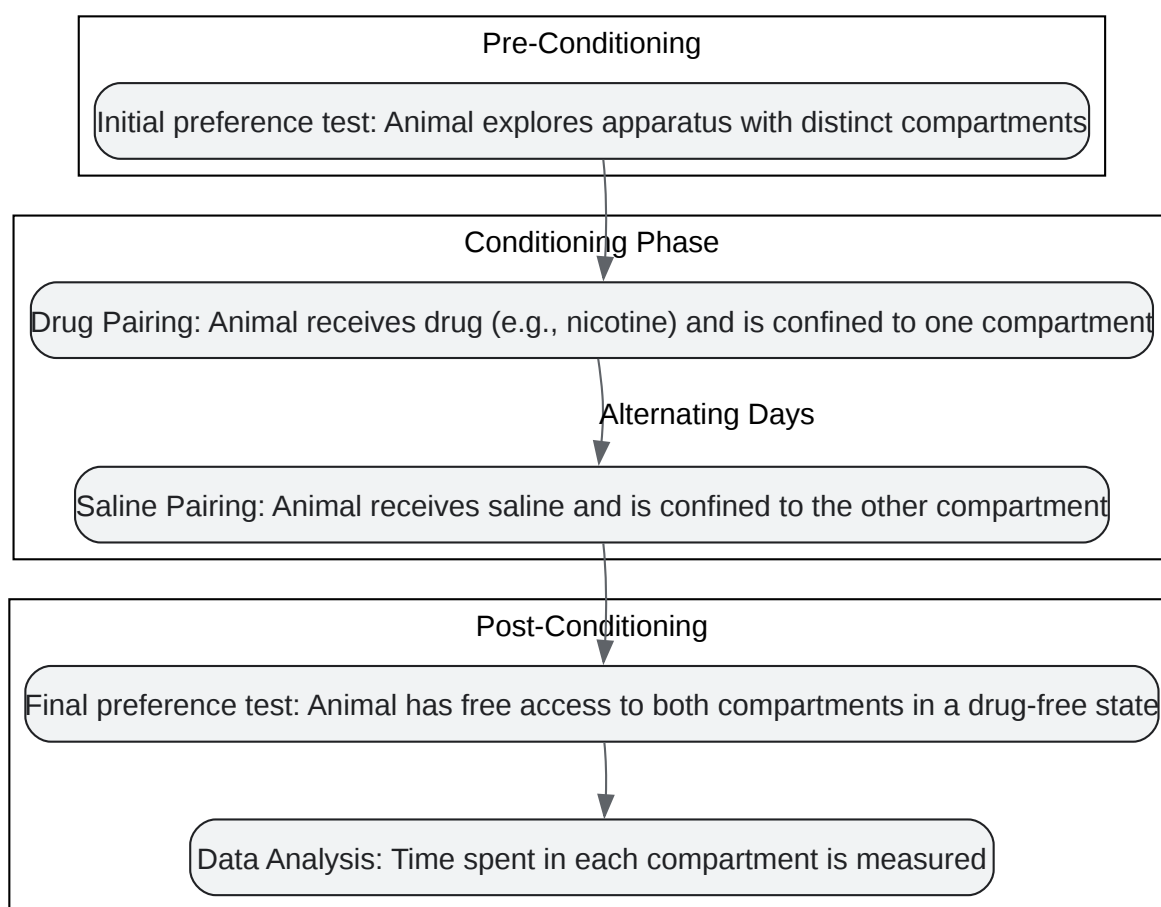 Pre-Conditioning
Initial preference test: Animal explores apparatus with distinct compartments
Conditioning Phase
Drug Pairing: Animal receives drug (e.g., nicotine) and is confined to one compartment
Alternating Days
Saline Pairing: Animal receives saline and is confined to the other compartment
Post-Conditioning
Final preference test: Animal has free access to both compartments in a drug-free state
Data Analysis: Time spent in each compartment is measured